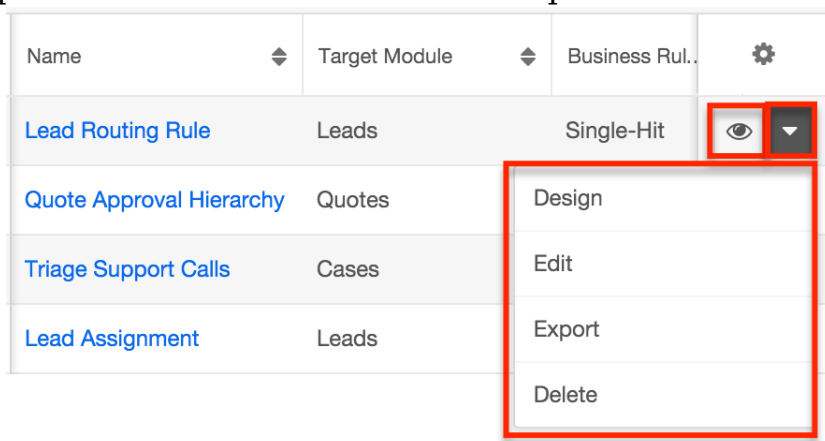 Name Target Module Business Rul..
Lead Routing Rule Leads Single-Hit
Quote Approval Hierarchy Quotes
Design
Triage Support Calls Cases
Edit
Lead Assignment Leads
Export
Delete